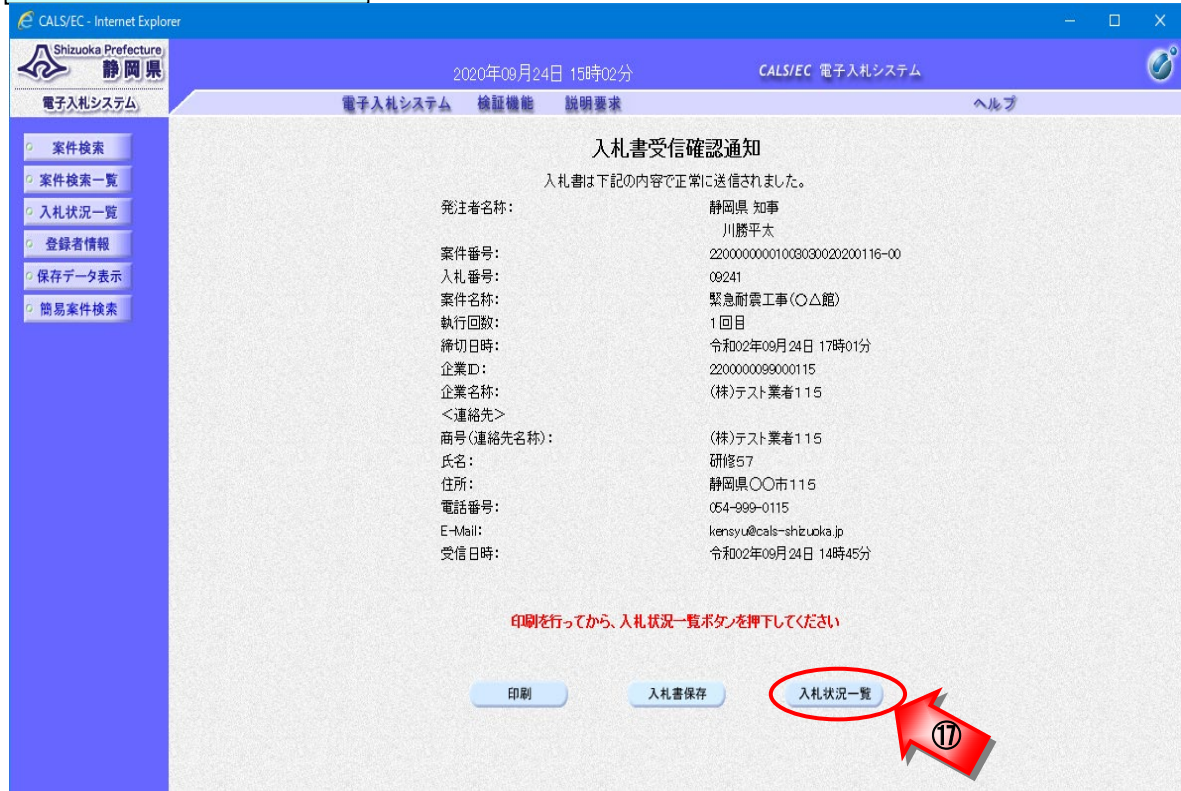 CALS/EC - Internet Explorer
Shizuoka Prefecture
静岡県
2020年09月24日 15時02分
CALS/EC 電子入札システム
電子入札システム
電子入札システム 検証機能 説明要求
ヘルプ
案件検索
案件検索一覧
入札状況一覧
登録者情報
保存データ表示
簡易案件検索
入札書受信確認通知
入札書は下記の内容で正常に送信されました。
発注者名称: 静岡県 知事
川勝平太
案件番号: 22000000001003030020200116-00
入札番号: 09241
案件名称: 緊急耐震工事(○△館)
執行回数: 1回目
締切日時: 令和02年09月24日 17時01分
企業ID: 2200000099000115
企業名称: (株)テスト業者115
<連絡先>
商号(連絡先名称): (株)テスト業者115
氏名: 研修57
住所: 静岡県○○市115
電話番号: 054-999-0115
E-Mail: kensyu@cals-shizuoka.jp
受信日時: 令和02年09月24日 14時45分
印刷を行ってから、入札状況一覧ボタンを押下してください
印刷
入札書保存
入札状況一覧
⑰